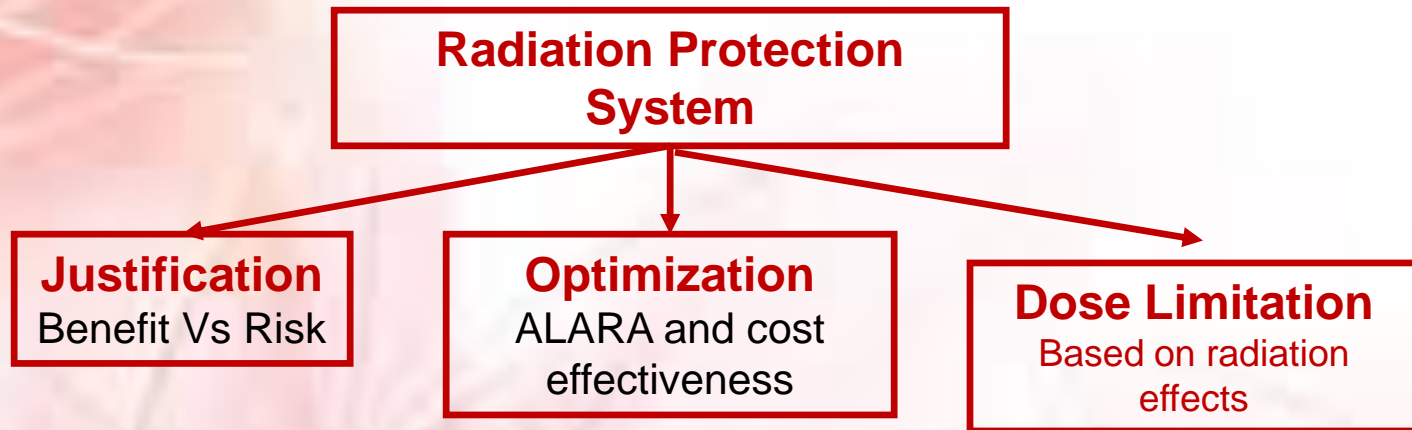 Radiation Protection
System
Justification
Benefit Vs Risk
Optimization
ALARA and cost
effectiveness
Dose Limitation
Based on radiation
effects